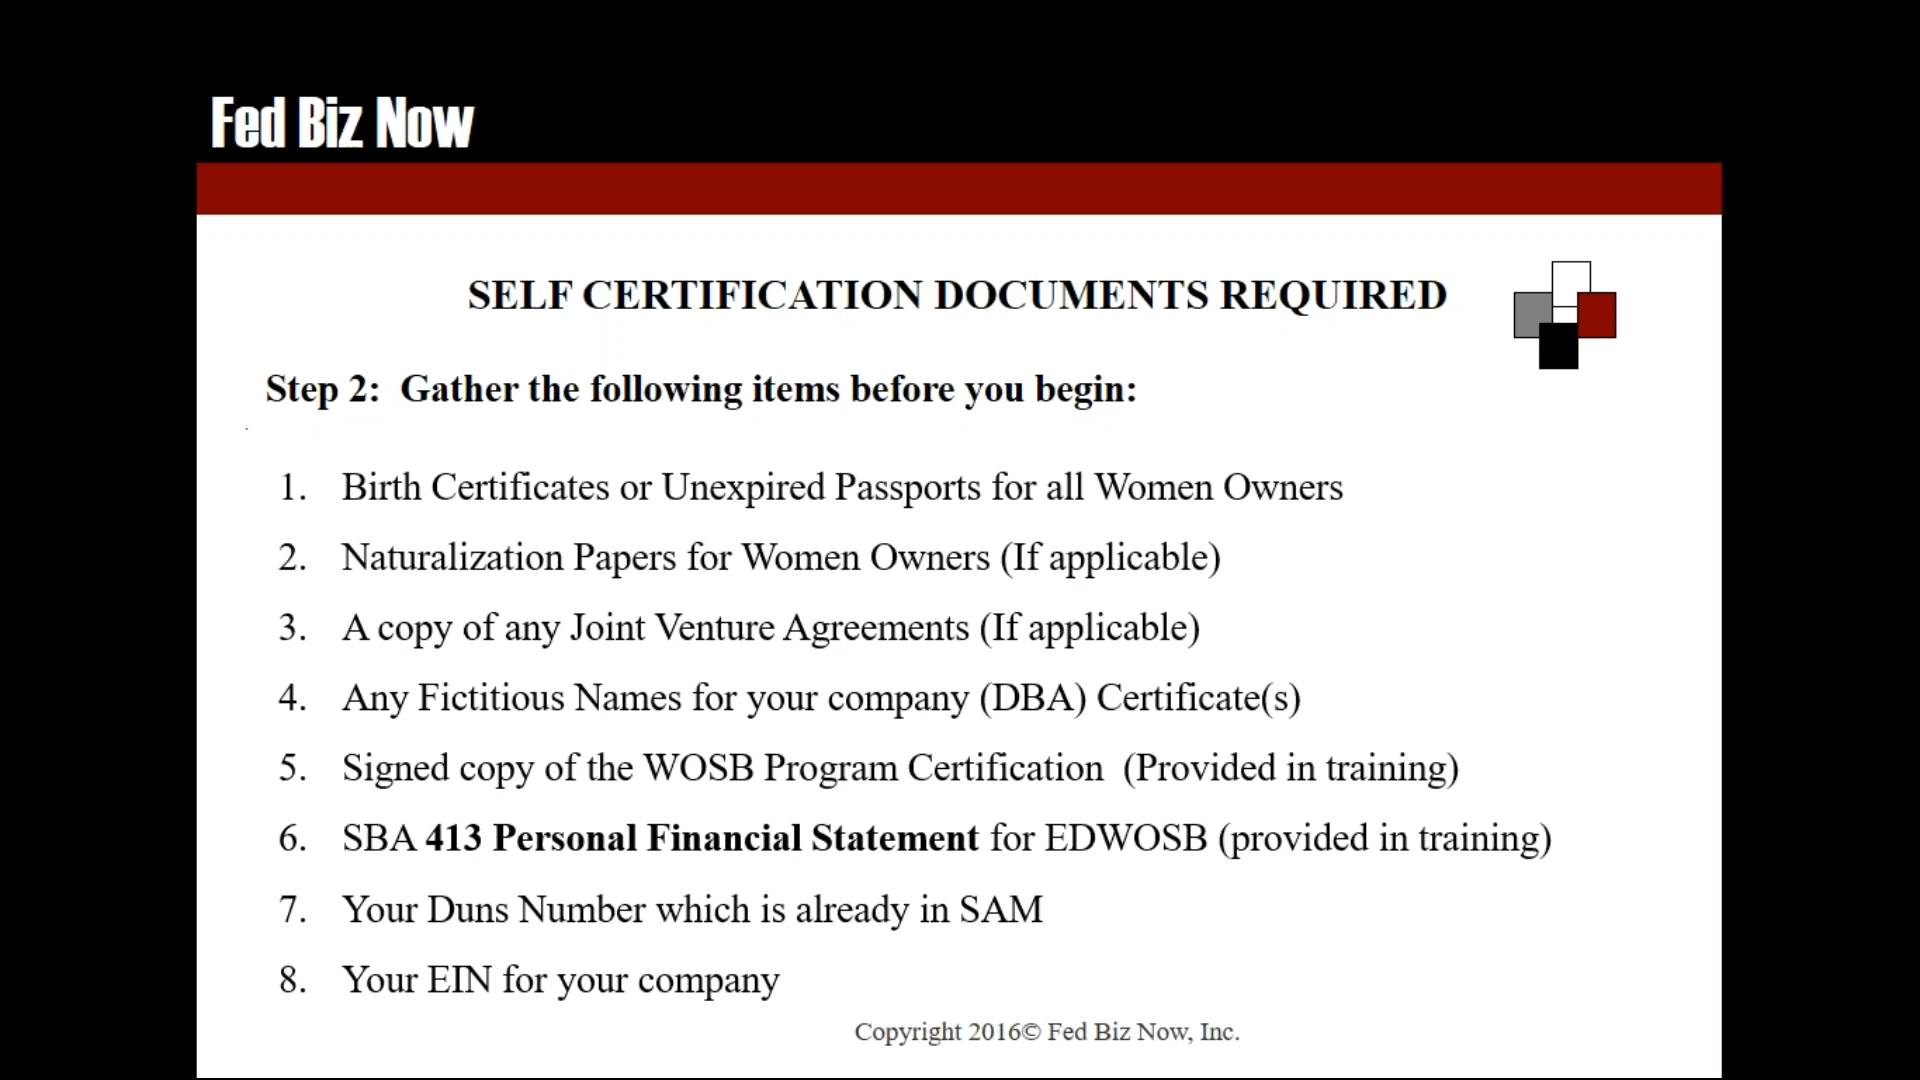 Fed Biz Now
SELF CERTIFICATION DOCUMENTS REQUIRED
Step 2: Gather the following items before you begin:
1. Birth Certificates or Unexpired Passports for all Women Owners
2. Naturalization Papers for Women Owners (If applicable)
3. A copy of any Joint Venture Agreements (If applicable)
4. Any Fictitious Names for your company (DBA) Certificate(s)
5. Signed copy of the WOSB Program Certification (Provided in training)
6. SBA 413 Personal Financial Statement for EDWOSB (provided in training)
7. Your Duns Number which is already in SAM
8. Your EIN for your company
Copyright 2016© Fed Biz Now, Inc.